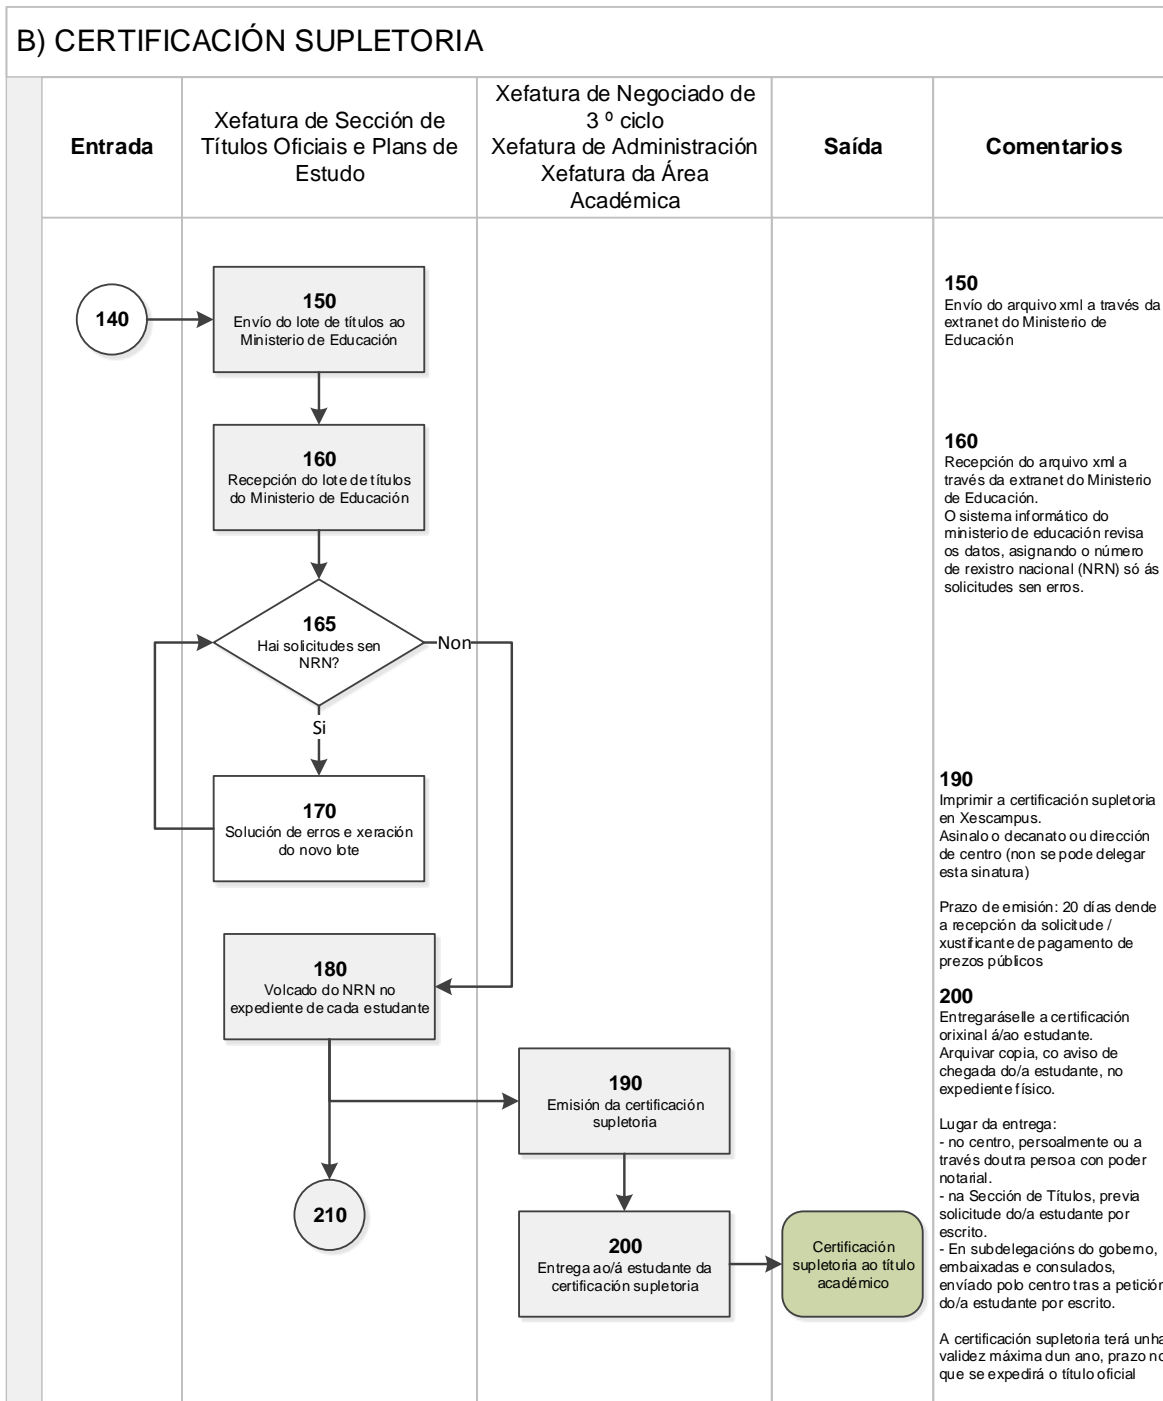 B) CERTIFICACIÓN SUPLETORIA
Entrada
Xefatura de Sección de
Títulos Oficiais e Plans de
Estudo
Xefatura de Negociado de
3 º ciclo
Xefatura de Administración
Xefatura da Área
Académica
Saída
Comentarios
140
150
Envío do lote de títulos ao
Ministerio de Educación
160
Recepción do lote de títulos
do Ministerio de Educación
165
Hai solicitudes sen
NRN?
Non
Si
170
Solución de erros e xeración
do novo lote
180
Volcado do NRN no
expediente de cada estudante
190
Emisión da certificación
supletoria
210
200
Entrega ao/á estudante da
certificación supletoria
Certificación
supletoria ao título
académico
150
Envío do arquivo xml a través da
extranet do Ministerio de
Educación
160
Recepción do arquivo xml a
través da extranet do Ministerio
de Educación.
O sistema informático do
ministerio de educación revisa
os datos, asignando o número
de rexistro nacional (NRN) só ás
solicitudes sen erros.
190
Imprimir a certificación supletoria
en Xescampus.
Asinalo o decanato ou dirección
de centro (non se pode delegar
esta sinatura)
Prazo de emisión: 20 días dende
a recepción da solicitude /
xustificante de pagamento de
prezos públicos
200
Entregaráselle a certificación
orixinal á/ao estudante.
Arquivar copia, co aviso de
chegada do/a estudante, no
expediente físico.
Lugar da entrega:
- no centro, persoalmente ou a
través doutra persoa con poder
notarial.
- na Sección de Títulos, previa
solicitude do/a estudante por
escrito.
- En subdelegacións do goberno,
embaixadas e consulados,
envíado polo centro tras a petición
do/a estudante por escrito.
A certificación supletoria terá unha
validez máxima dun ano, prazo no
que se expedirá o título oficial